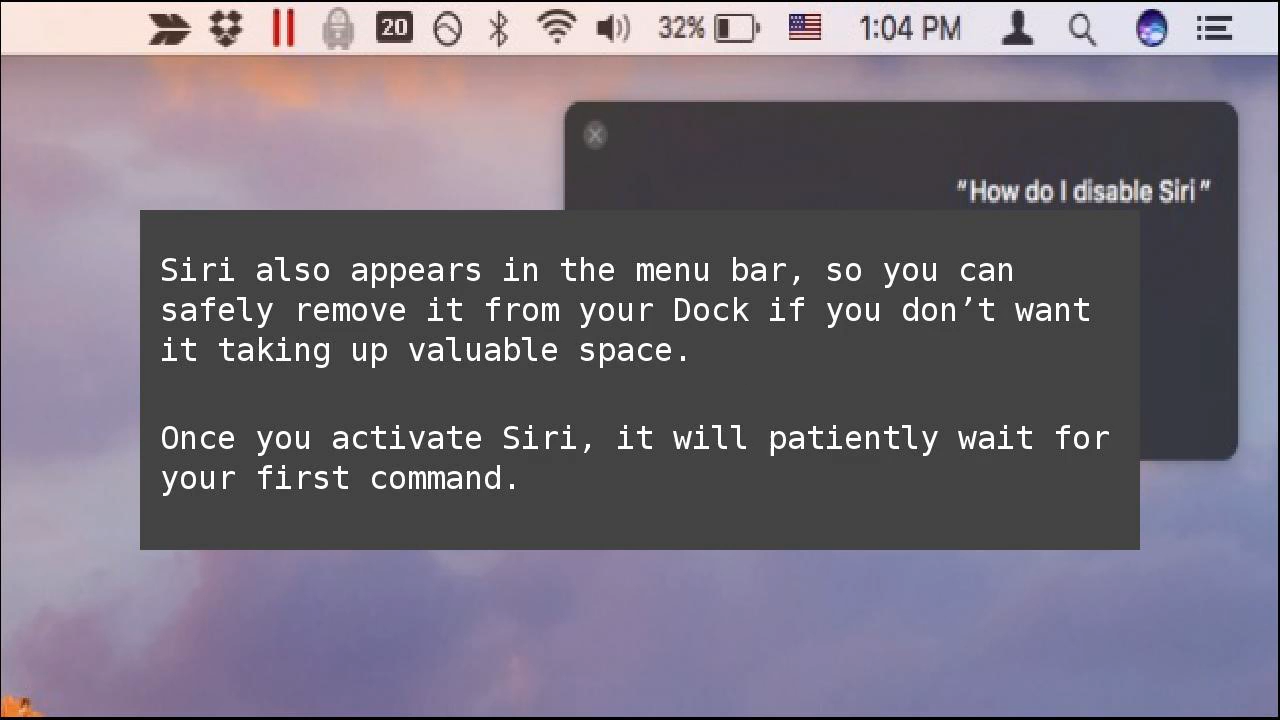 20 32% 1:04 PM
"How do I disable Siri"
Siri also appears in the menu bar, so you can
safely remove it from your Dock if you don’t want
it taking up valuable space.
Once you activate Siri, it will patiently wait for
your first command.